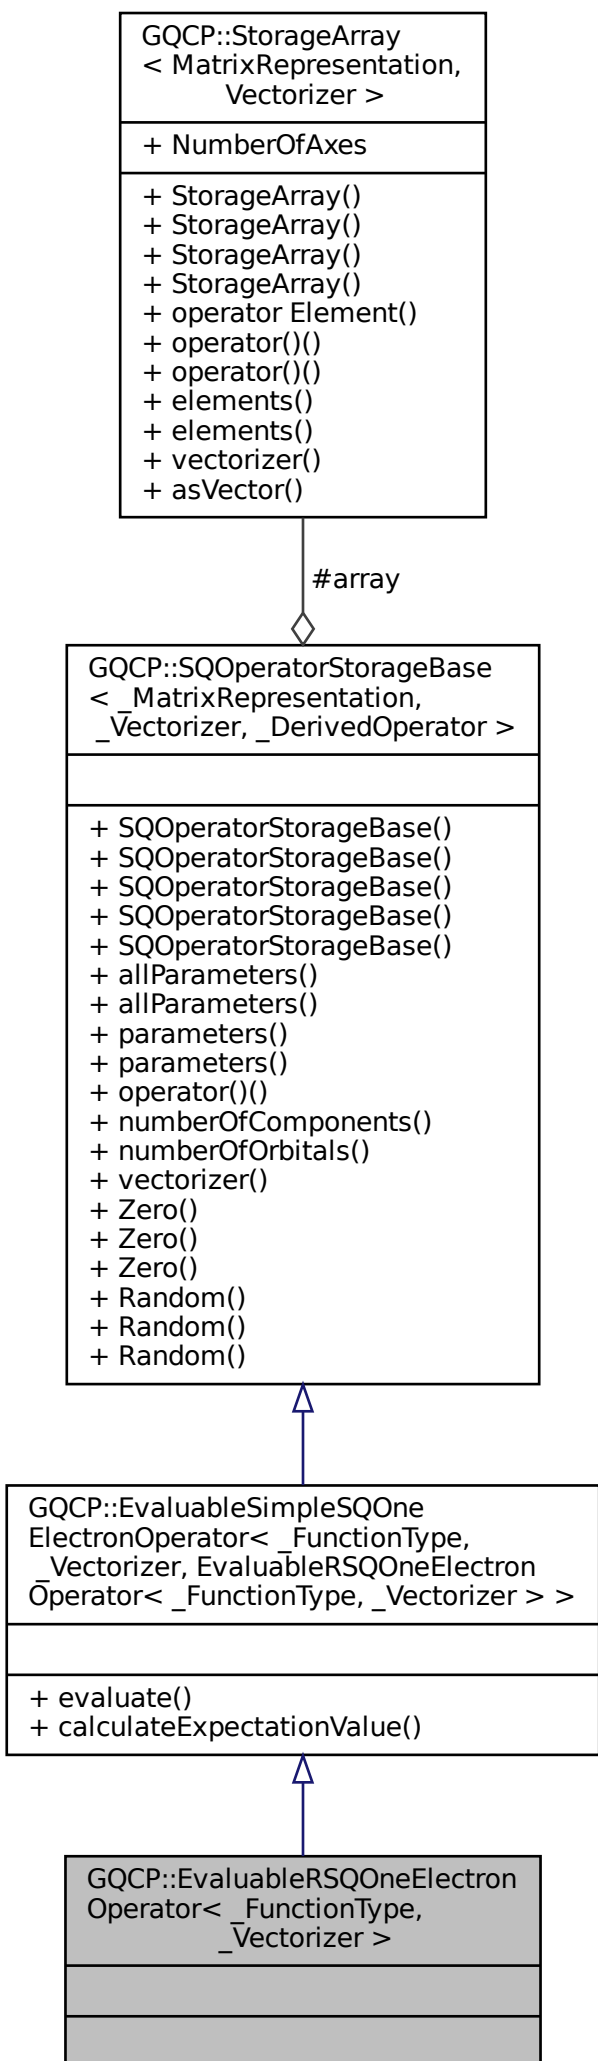 GQCP::StorageArray
< MatrixRepresentation,
Vectorizer >
+ NumberOfAxes
+ StorageArray()
+ StorageArray()
+ StorageArray()
+ StorageArray()
+ operator Element()
+ operator()()
+ operator()()
+ elements()
+ elements()
+ vectorizer()
+ asVector()
#array
GQCP::SQOperatorStorageBase
< _MatrixRepresentation,
_Vectorizer, _DerivedOperator >
+ SQOperatorStorageBase()
+ SQOperatorStorageBase()
+ SQOperatorStorageBase()
+ SQOperatorStorageBase()
+ SQOperatorStorageBase()
+ allParameters()
+ allParameters()
+ parameters()
+ parameters()
+ operator()()
+ numberOfComponents()
+ numberOfOrbitals()
+ vectorizer()
+ Zero()
+ Zero()
+ Zero()
+ Random()
+ Random()
+ Random()
GQCP::EvaluableSimpleSQOne
ElectronOperator< _FunctionType,
_Vectorizer, EvaluableRSQOneElectron
Operator< _FunctionType, _Vectorizer > >
+ evaluate()
+ calculateExpectationValue()
GQCP::EvaluableRSQOneElectron
Operator< _FunctionType,
_Vectorizer >